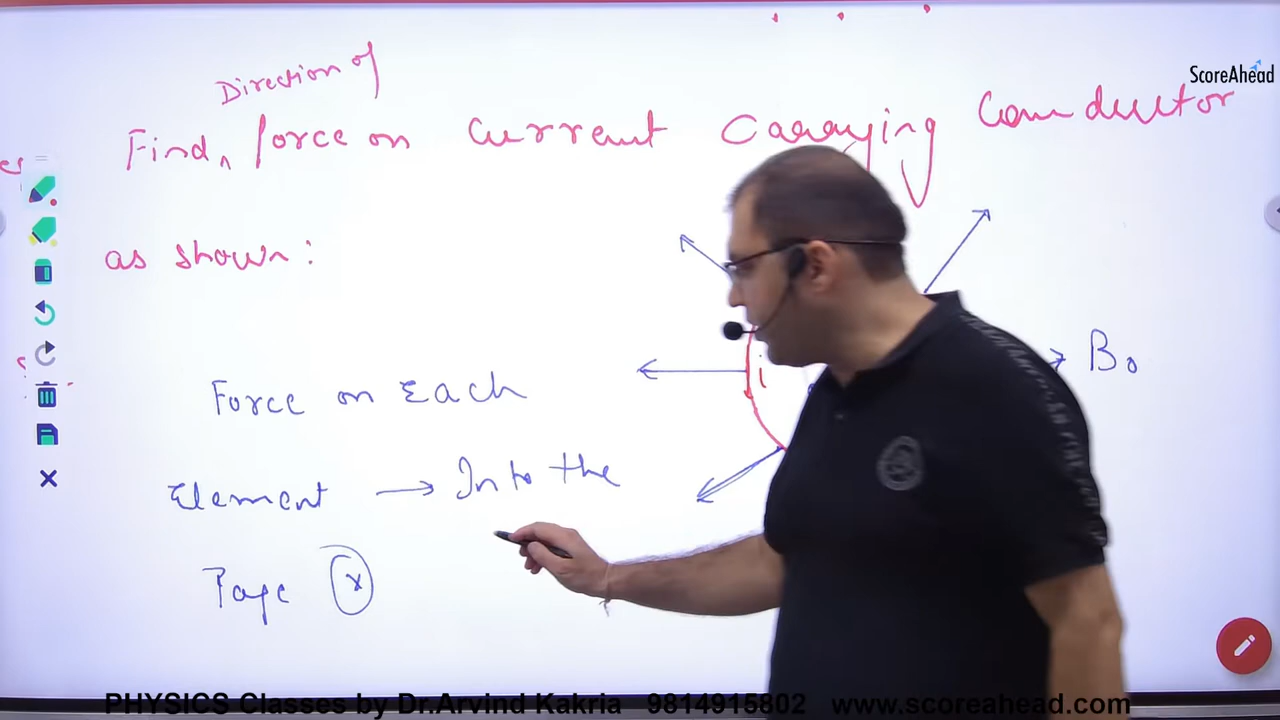 ScoreAhead
Direction of
Find, force on current carrying conductor
as shown:
i
B₀
Force on Each
Element → Into the
Page ⓧ
PHYSICS Classes by Dr.Arvind Kakria 9814915802 www.scoreahead.com